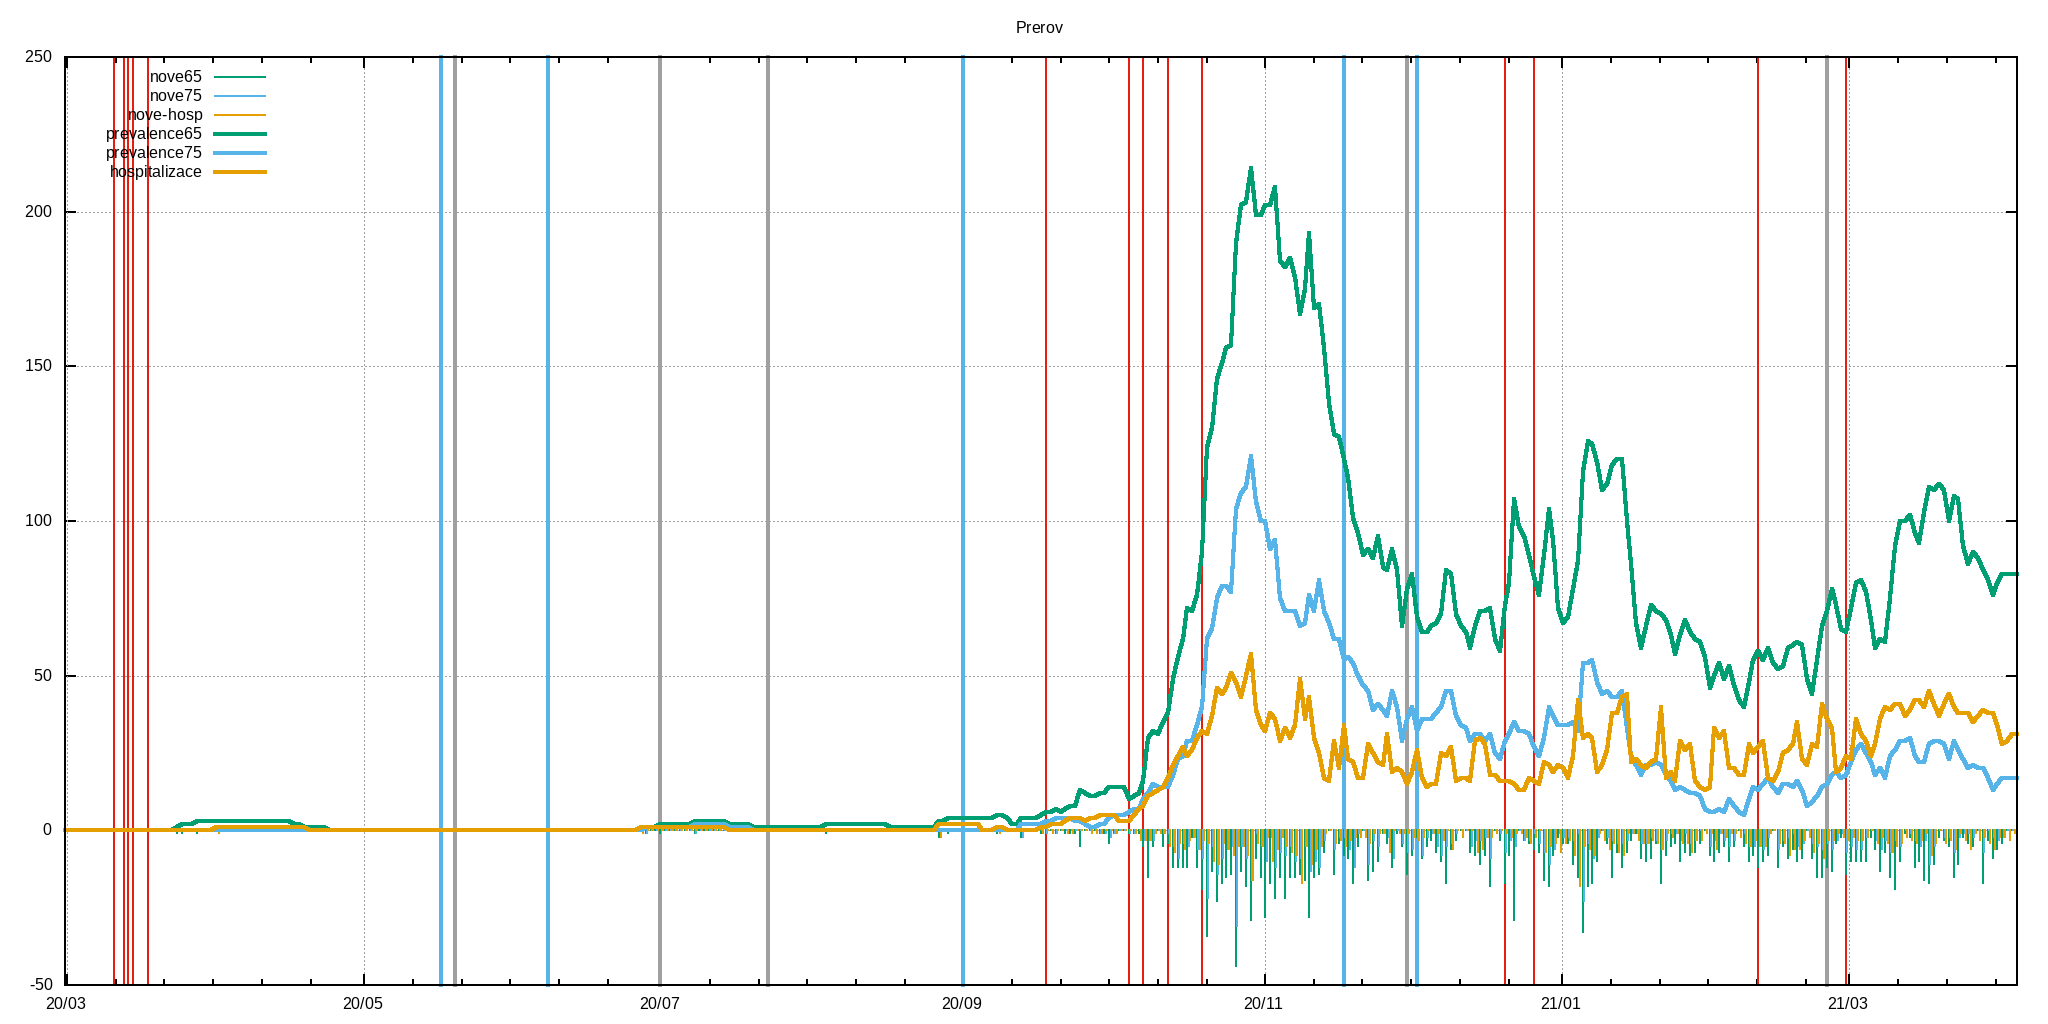 Prerov
250
nove65
nove75
nove-hosp
prevalence65
prevalence75
hospitalizace
200
150
100
50
0
-50
20/03 20/05 20/07 20/09 20/11 21/01 21/03